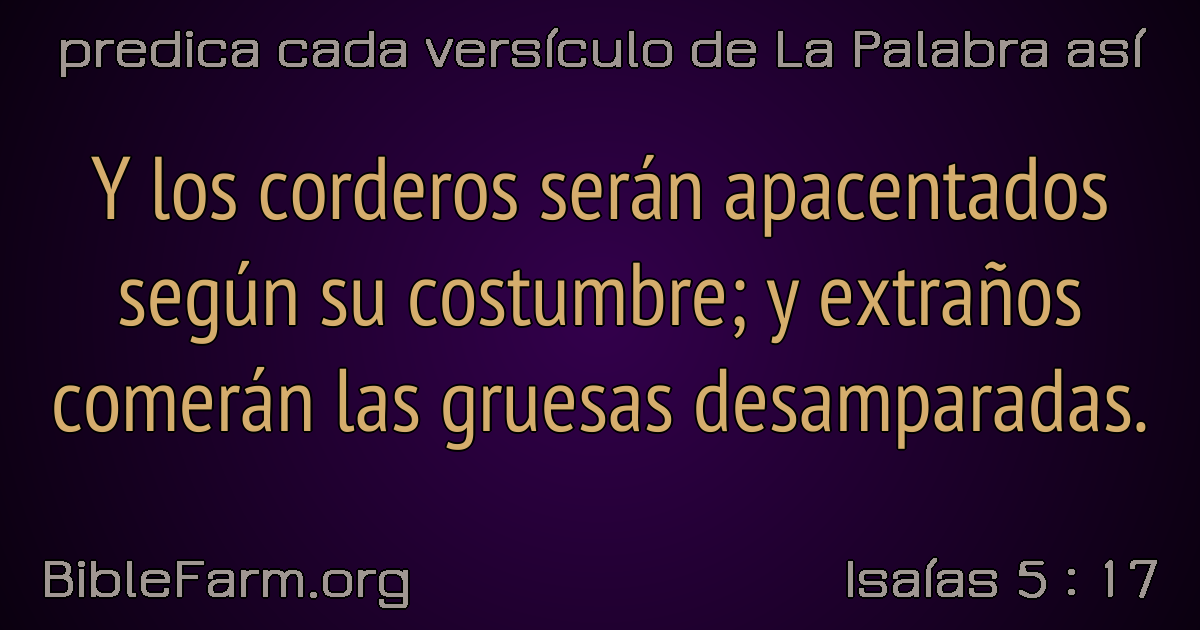 predica cada versículo de La Palabra así
Y los corderos serán apacentados
según su costumbre; y extraños
comerán las gruesas desamparadas.
BibleFarm.org
Isaías 5 : 17